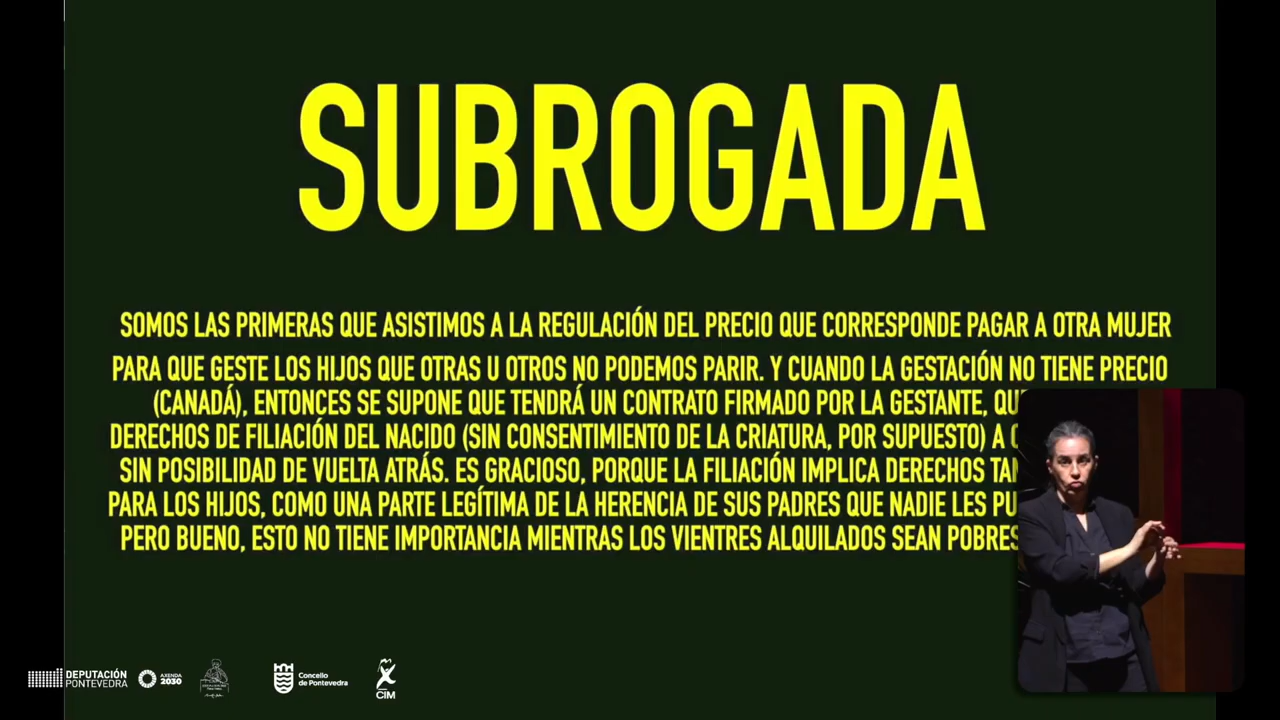 SUBROGADA
SOMOS LAS PRIMERAS QUE ASISTIMOS A LA REGULACIÓN DEL PRECIO QUE CORRESPONDE PAGAR A OTRA MUJER
PARA QUE GESTE LOS HIJOS QUE OTRAS U OTROS NO PODEMOS PARIR. Y CUANDO LA GESTACIÓN NO TIENE PRECIO
(CANADÁ), ENTONCES SE SUPONE QUE TENDRÁ UN CONTRATO FIRMADO POR LA GESTANTE,
DERECHOS DE FILIACIÓN DEL NACIDO (SIN CONSENTIMIENTO DE LA CRIATURA, POR SUPUESTO) A
SIN POSIBILIDAD DE VUELTA ATRÁS. ES GRACIOSO, PORQUE LA FILIACIÓN IMPLICA DERECHOS
PARA LOS HIJOS, COMO UNA PARTE LEGÍTIMA DE LA HERENCIA DE SUS PADRES QUE NADIE LES
PERO BUENO, ESTO NO TIENE IMPORTANCIA MIENTRAS LOS VIENTRES ALQUILADOS SEAN POBRES
DEPUTACIÓN
PONTEVEDRA
AXENDA
2030
Concello
de Pontevedra
CIM